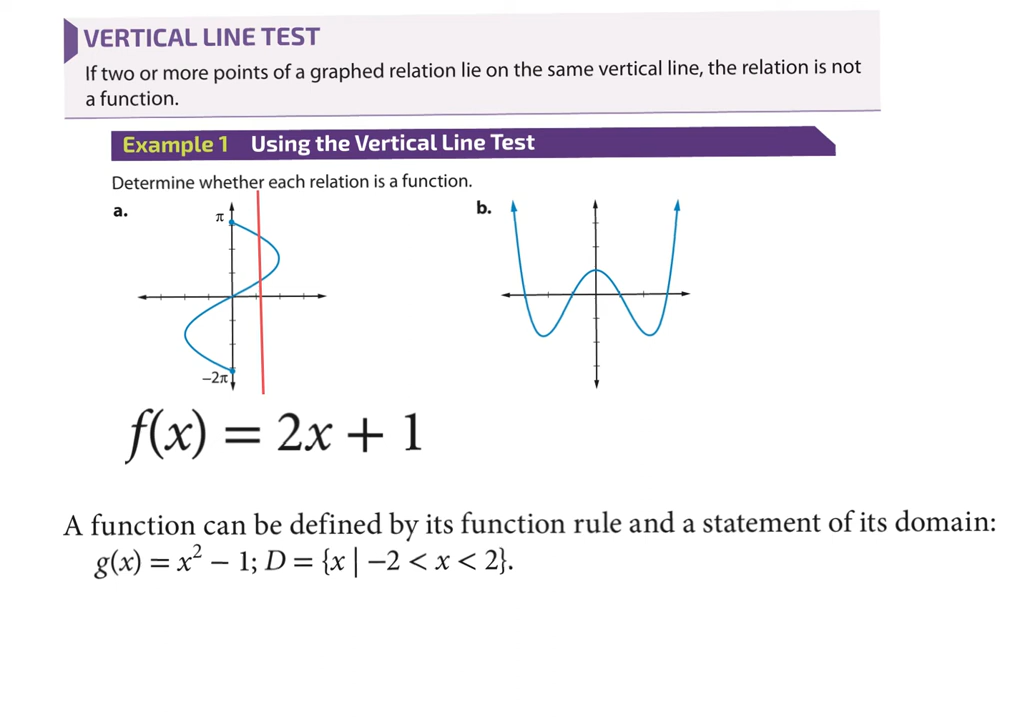 VERTICAL LINE TEST
If two or more points of a graphed relation lie on the same vertical line, the relation is not
a function.
Example 1 Using the Vertical Line Test
Determine whether each relation is a function.
a.
π
−2π
b.
f(x) = 2x + 1
A function can be defined by its function rule and a statement of its domain:
g(x) = x² − 1; D = {x | −2 < x < 2}.